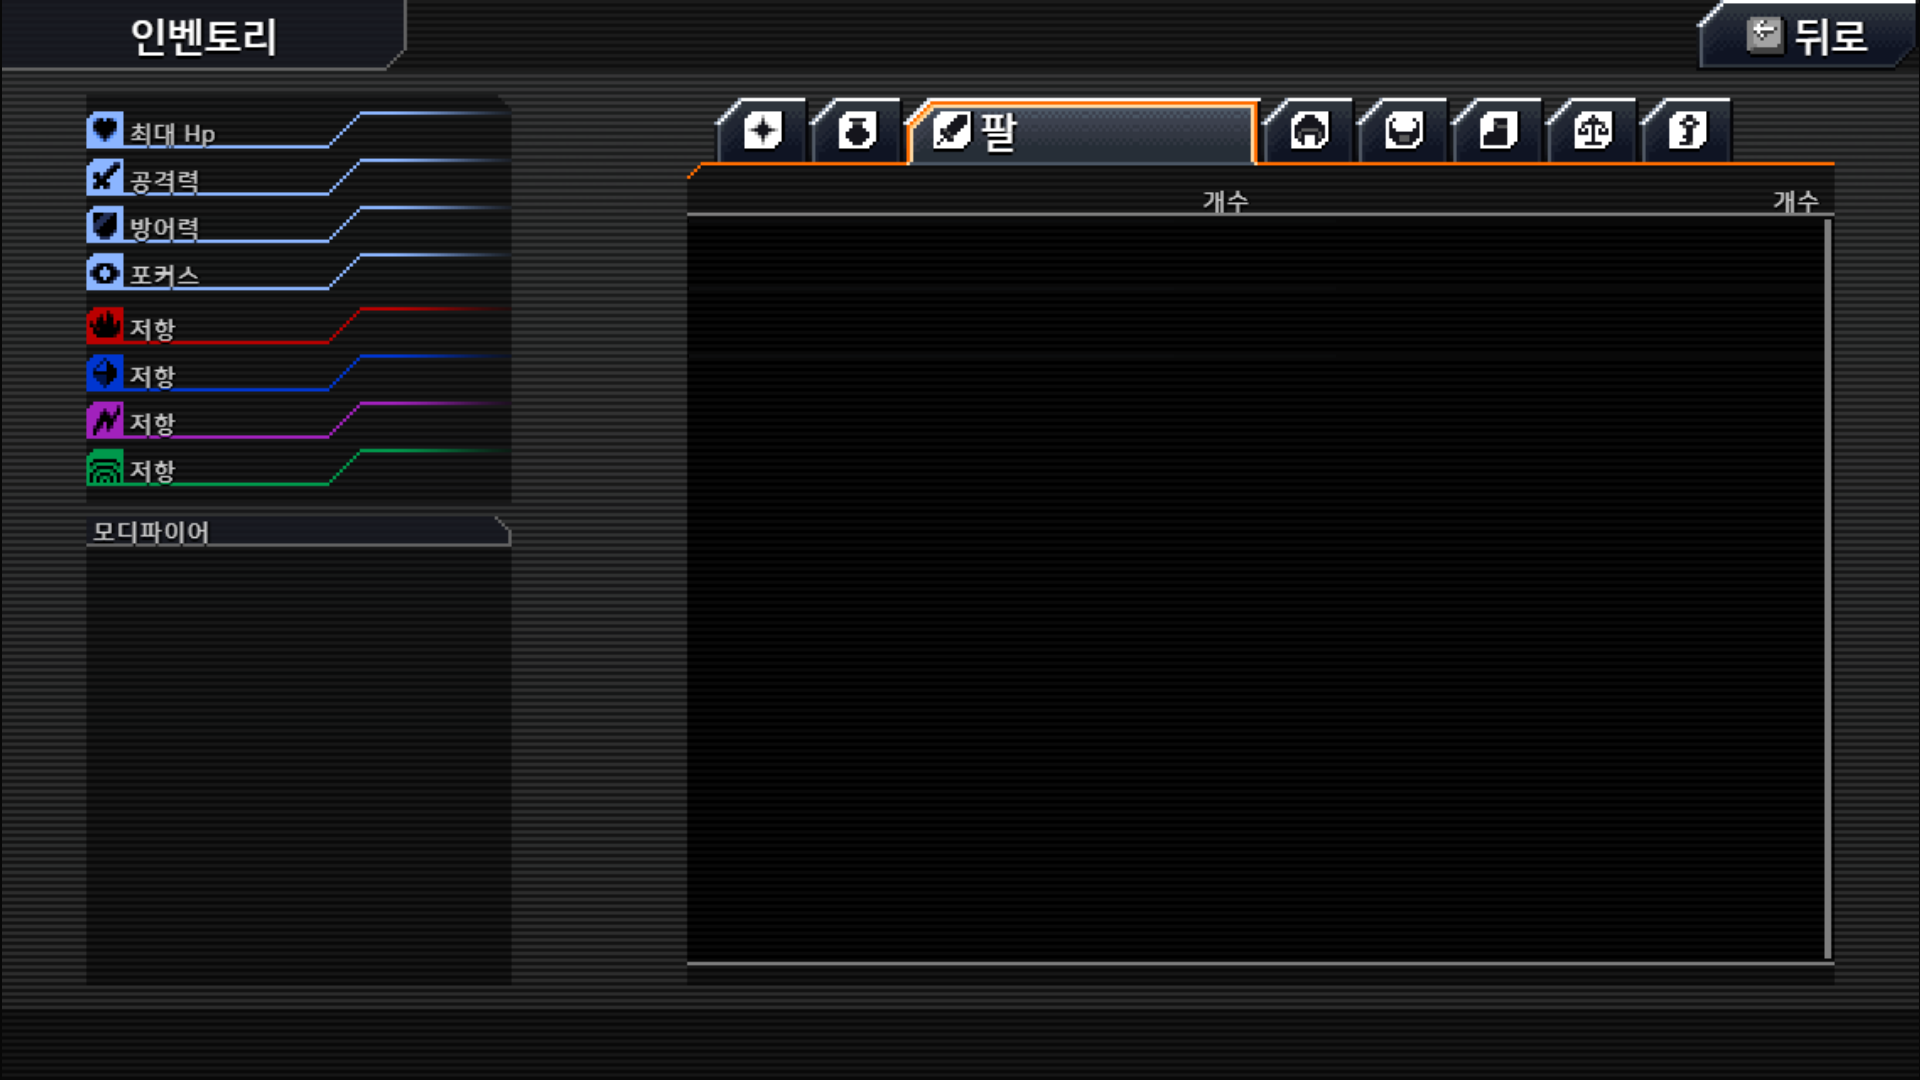 인벤토리
뒤로
최대 Hp
공격력
방어력
포커스
저항
저항
저항
저항
모디파이어
팔
개수 개수